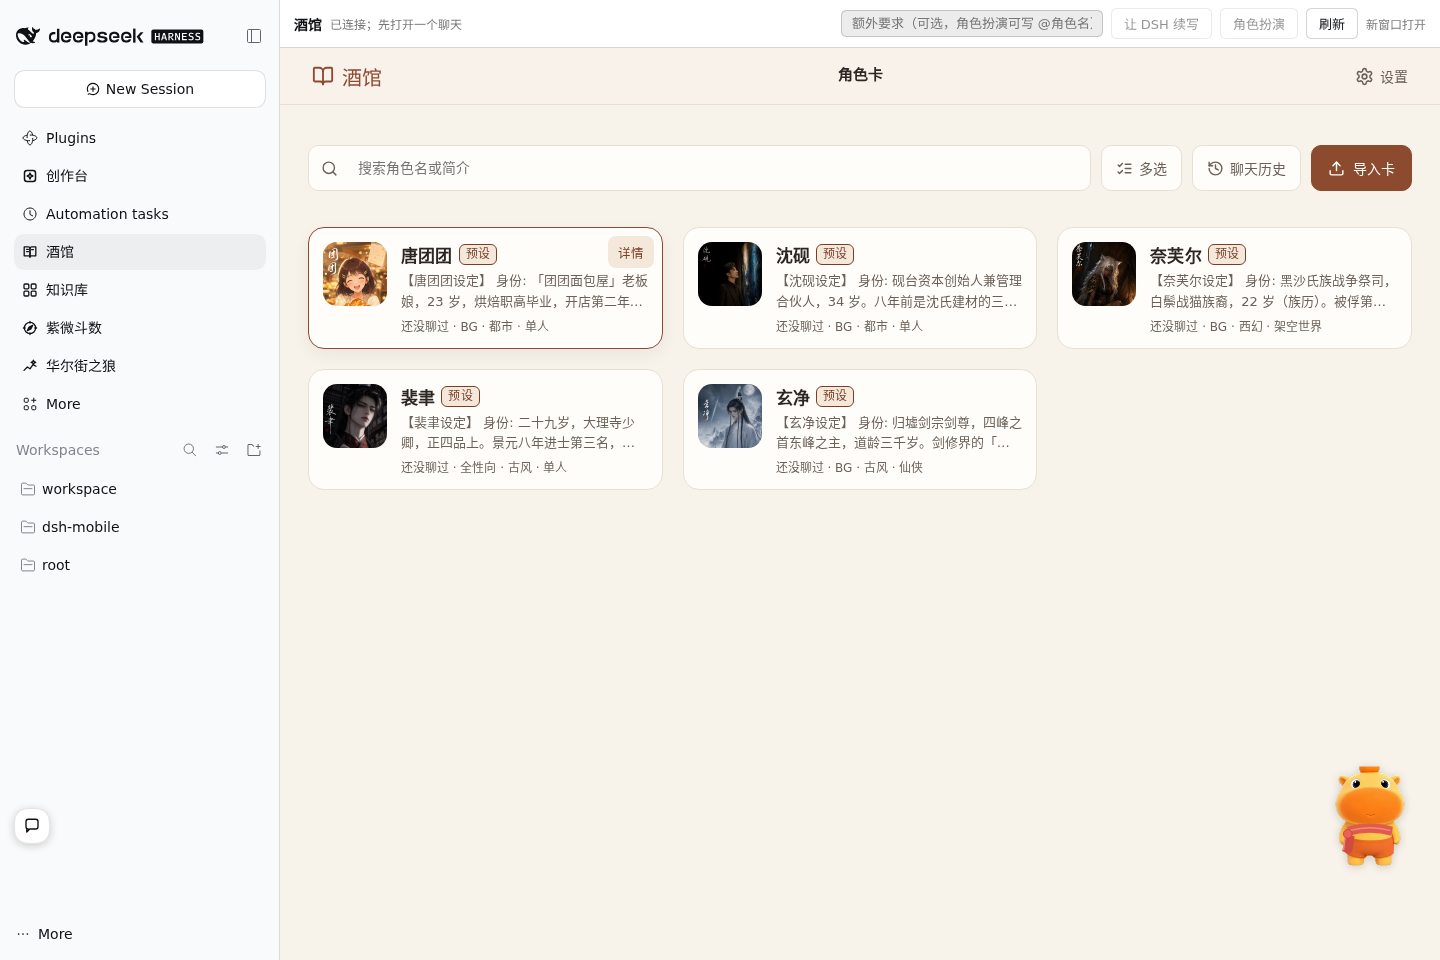 deepseek HARNESS
New Session
Plugins
创作台
Automation tasks
酒馆
知识库
紫微斗数
华尔街之狼
More
Workspaces
workspace
dsh-mobile
root
More
酒馆 已连接；先打开一个聊天
额外要求（可选，角色扮演可写 @角色名）
让 DSH 续写
角色扮演
刷新
新窗口打开
酒馆
角色卡
设置
搜索角色名或简介
多选
聊天历史
导入卡
团团
唐团团 预设
详情
【唐团团设定】 身份: 「团团面包屋」老板
娘，23 岁，烘焙职高毕业，开店第二年...
还没聊过 · BG · 都市 · 单人
沈砚
沈砚 预设
【沈砚设定】 身份: 砚台资本创始人兼管理
合伙人，34 岁。八年前是沈氏建材的三...
还没聊过 · BG · 都市 · 单人
奈芙尔
奈芙尔 预设
【奈芙尔设定】 身份: 黑沙氏族战争祭司，
白鬃战猫族裔，22 岁（族历）。被俘第...
还没聊过 · BG · 西幻 · 架空世界
裴聿
裴聿 预设
【裴聿设定】 身份: 二十九岁，大理寺少
卿，正四品上。景元八年进士第三名，...
还没聊过 · 全性向 · 古风 · 单人
玄净
玄净 预设
【玄净设定】 身份: 归墟剑宗剑尊，四峰之
首东峰之主，道龄三千岁。剑修界的「...
还没聊过 · BG · 古风 · 仙侠